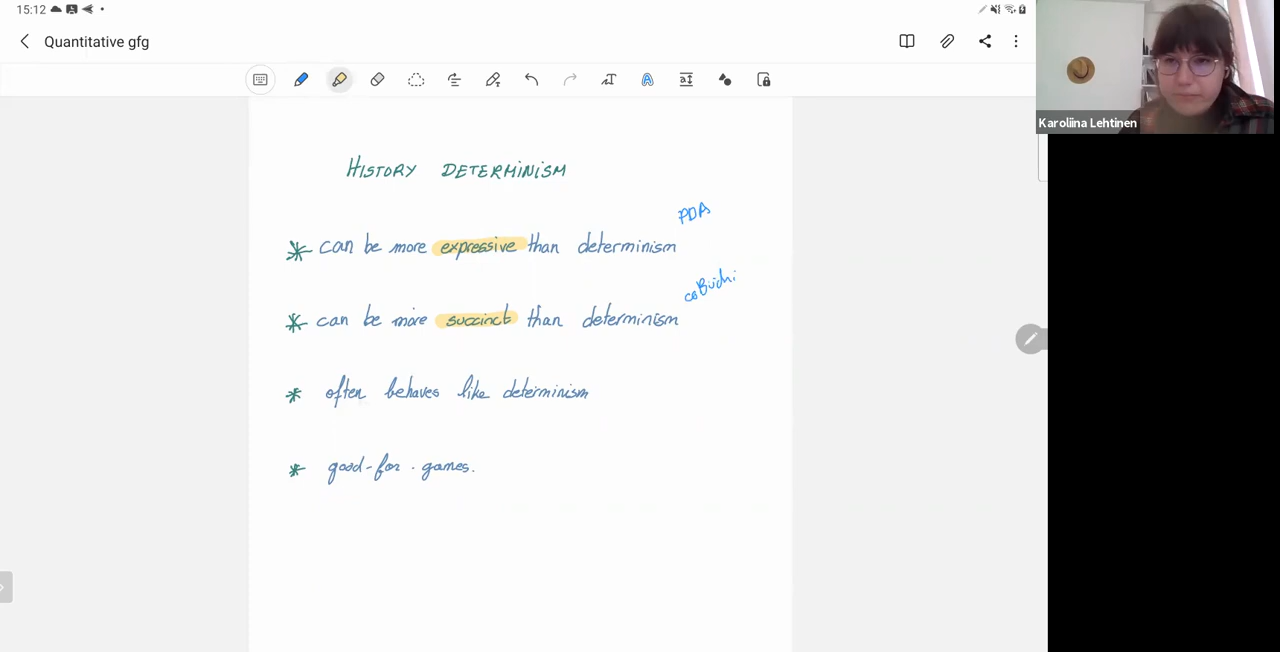 15:12
Quantitative gfg
Karoliina Lehtinen
HISTORY DETERMINISM
PDA
* can be more expressive than determinism
coBüchi
* can be more succinct than determinism
* often behaves like determinism
* good-for-games.